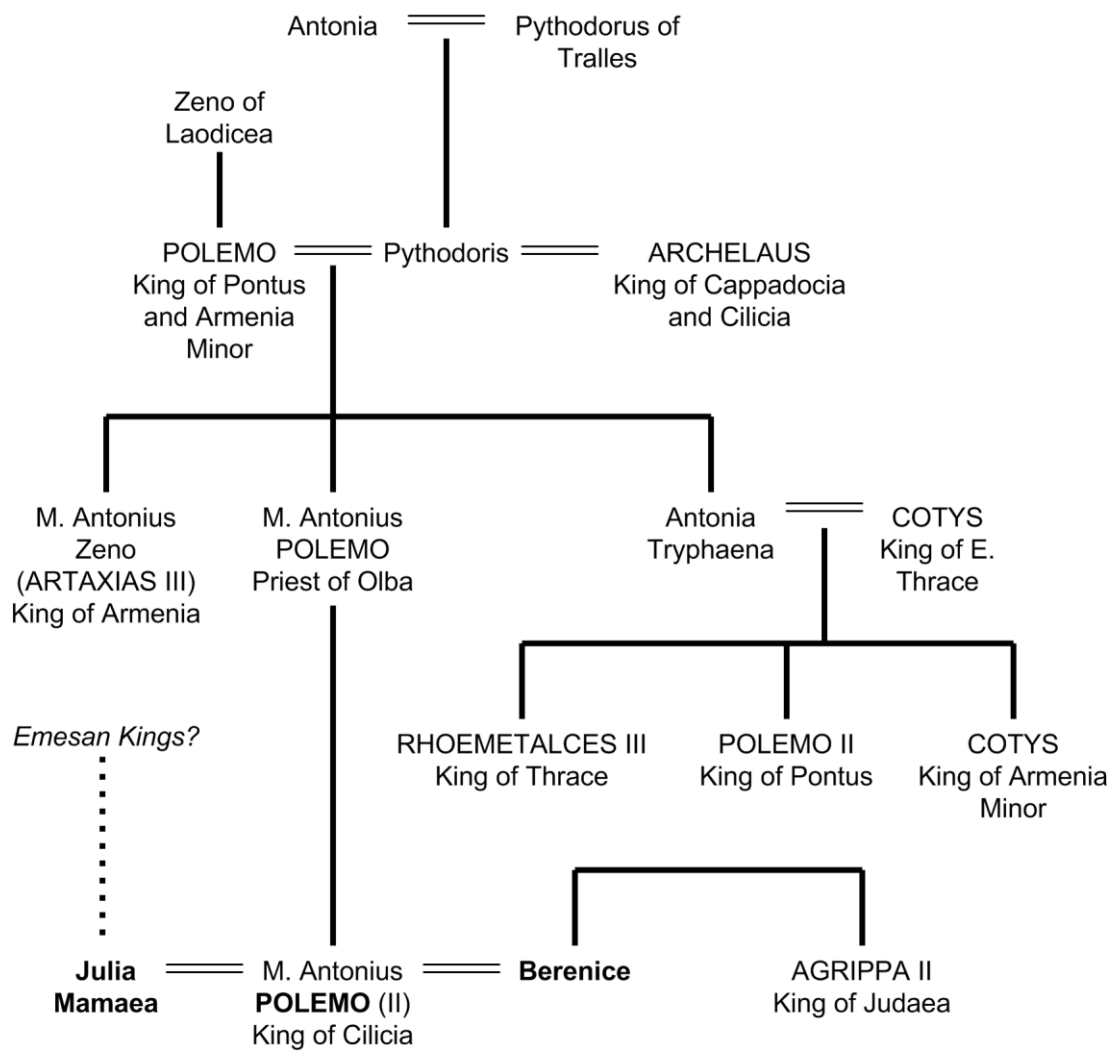 Antonia
Pythodorus of
Tralles
Zeno of
Laodicea
POLEMO
King of Pontus
and Armenia
Minor
Pythodoris
ARCHELAUS
King of Cappadocia
and Cilicia
M. Antonius
Zeno
(ARTAXIAS III)
King of Armenia
M. Antonius
POLEMO
Priest of Olba
Antonia
Tryphaena
COTYS
King of E.
Thrace
Emesan Kings?
RHOEMETALCES III
King of Thrace
POLEMO II
King of Pontus
COTYS
King of Armenia
Minor
Julia
Mamaea
M. Antonius
POLEMO (II)
King of Cilicia
Berenice
AGRIPPA II
King of Judaea